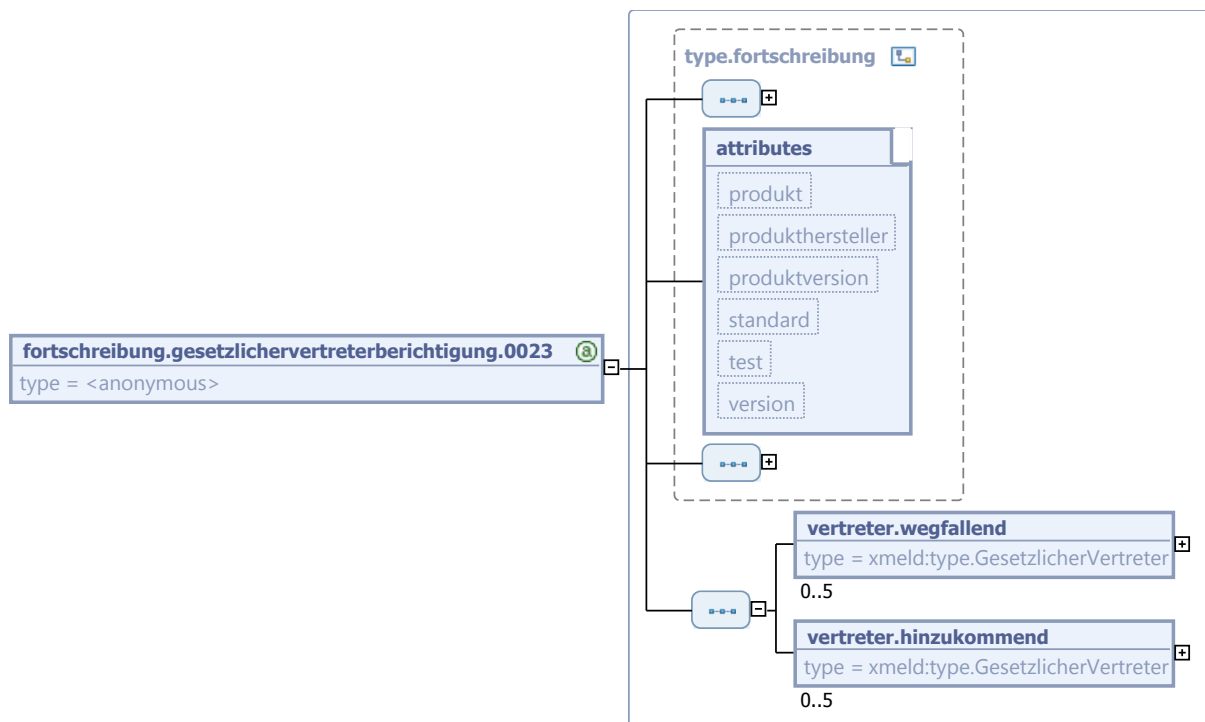 type.fortschreibung
attributes
produkt
produkthersteller
produktversion
standard
test
version
fortschreibung.gesetzlichervertreterberichtigung.0023
type = <anonymous>
vertreter.wegfallend
type = xmeld:type.GesetzlicherVertreter
0..5
vertreter.hinzukommend
type = xmeld:type.GesetzlicherVertreter
0..5